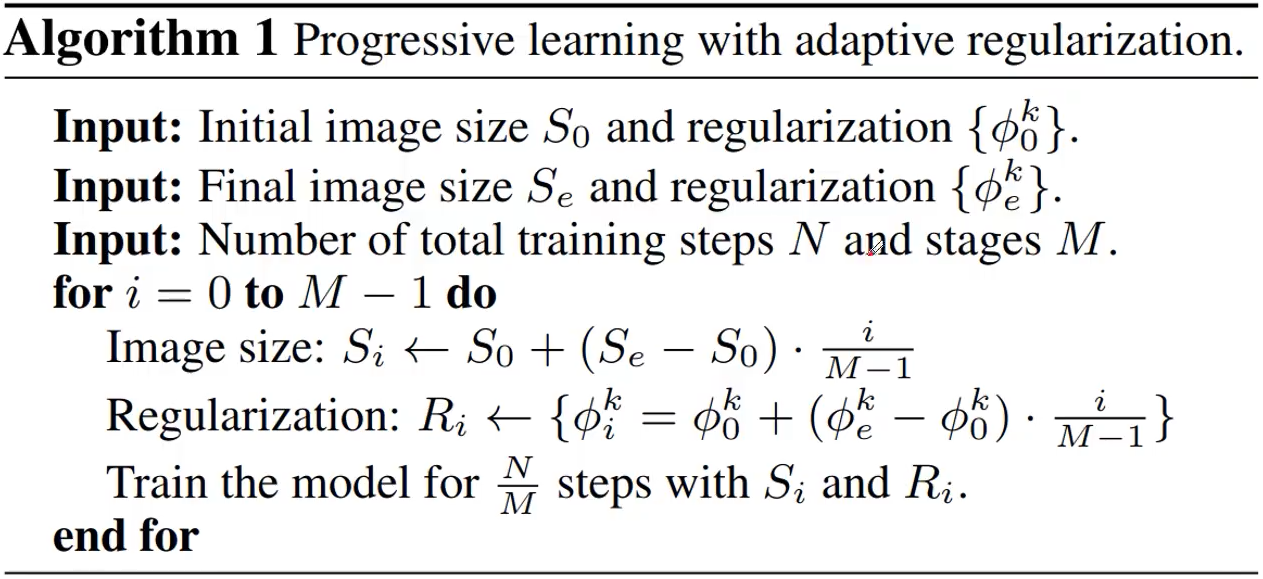 Algorithm 1 Progressive learning with adaptive regularization.
Input: Initial image size $S_0$ and regularization $\{\phi_0^k\}$.
Input: Final image size $S_e$ and regularization $\{\phi_e^k\}$.
Input: Number of total training steps $N$ and stages $M$.
for $i = 0$ to $M - 1$ do
Image size: $S_i \leftarrow S_0 + (S_e - S_0) \cdot \frac{i}{M-1}$
Regularization: $R_i \leftarrow \{\phi_i^k = \phi_0^k + (\phi_e^k - \phi_0^k) \cdot \frac{i}{M-1}\}$
Train the model for $\frac{N}{M}$ steps with $S_i$ and $R_i$.
end for